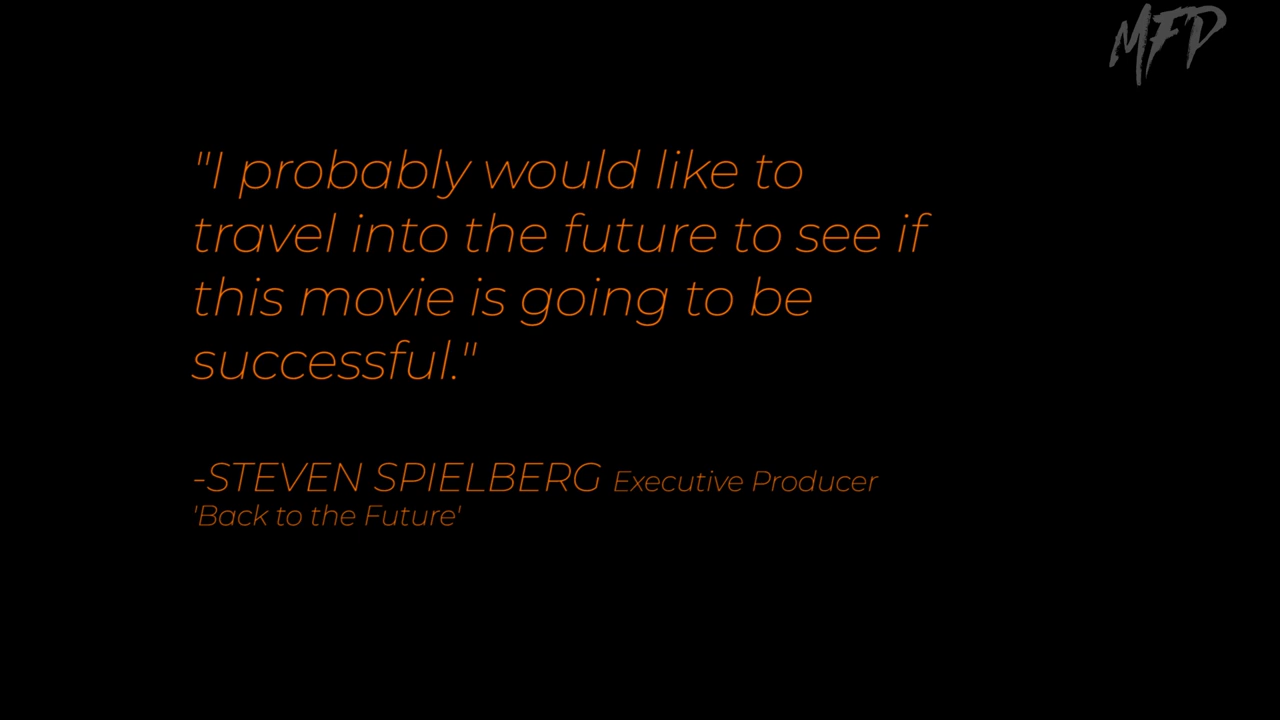 MFP
"I probably would like to
travel into the future to see if
this movie is going to be
successful."
-STEVEN SPIELBERG Executive Producer
'Back to the Future'